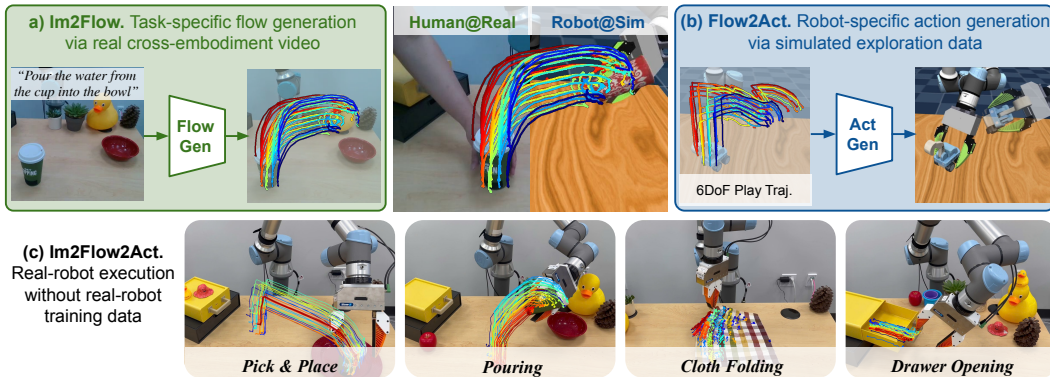 a) Im2Flow. Task-specific flow generation
via real cross-embodiment video
"Pour the water from
the cup into the bowl"
Flow
Gen
Human@Real
Robot@Sim
(b) Flow2Act. Robot-specific action generation
via simulated exploration data
6DoF Play Traj.
Act
Gen
(c) Im2Flow2Act.
Real-robot execution
without real-robot
training data
Pick & Place
Pouring
Cloth Folding
Drawer Opening